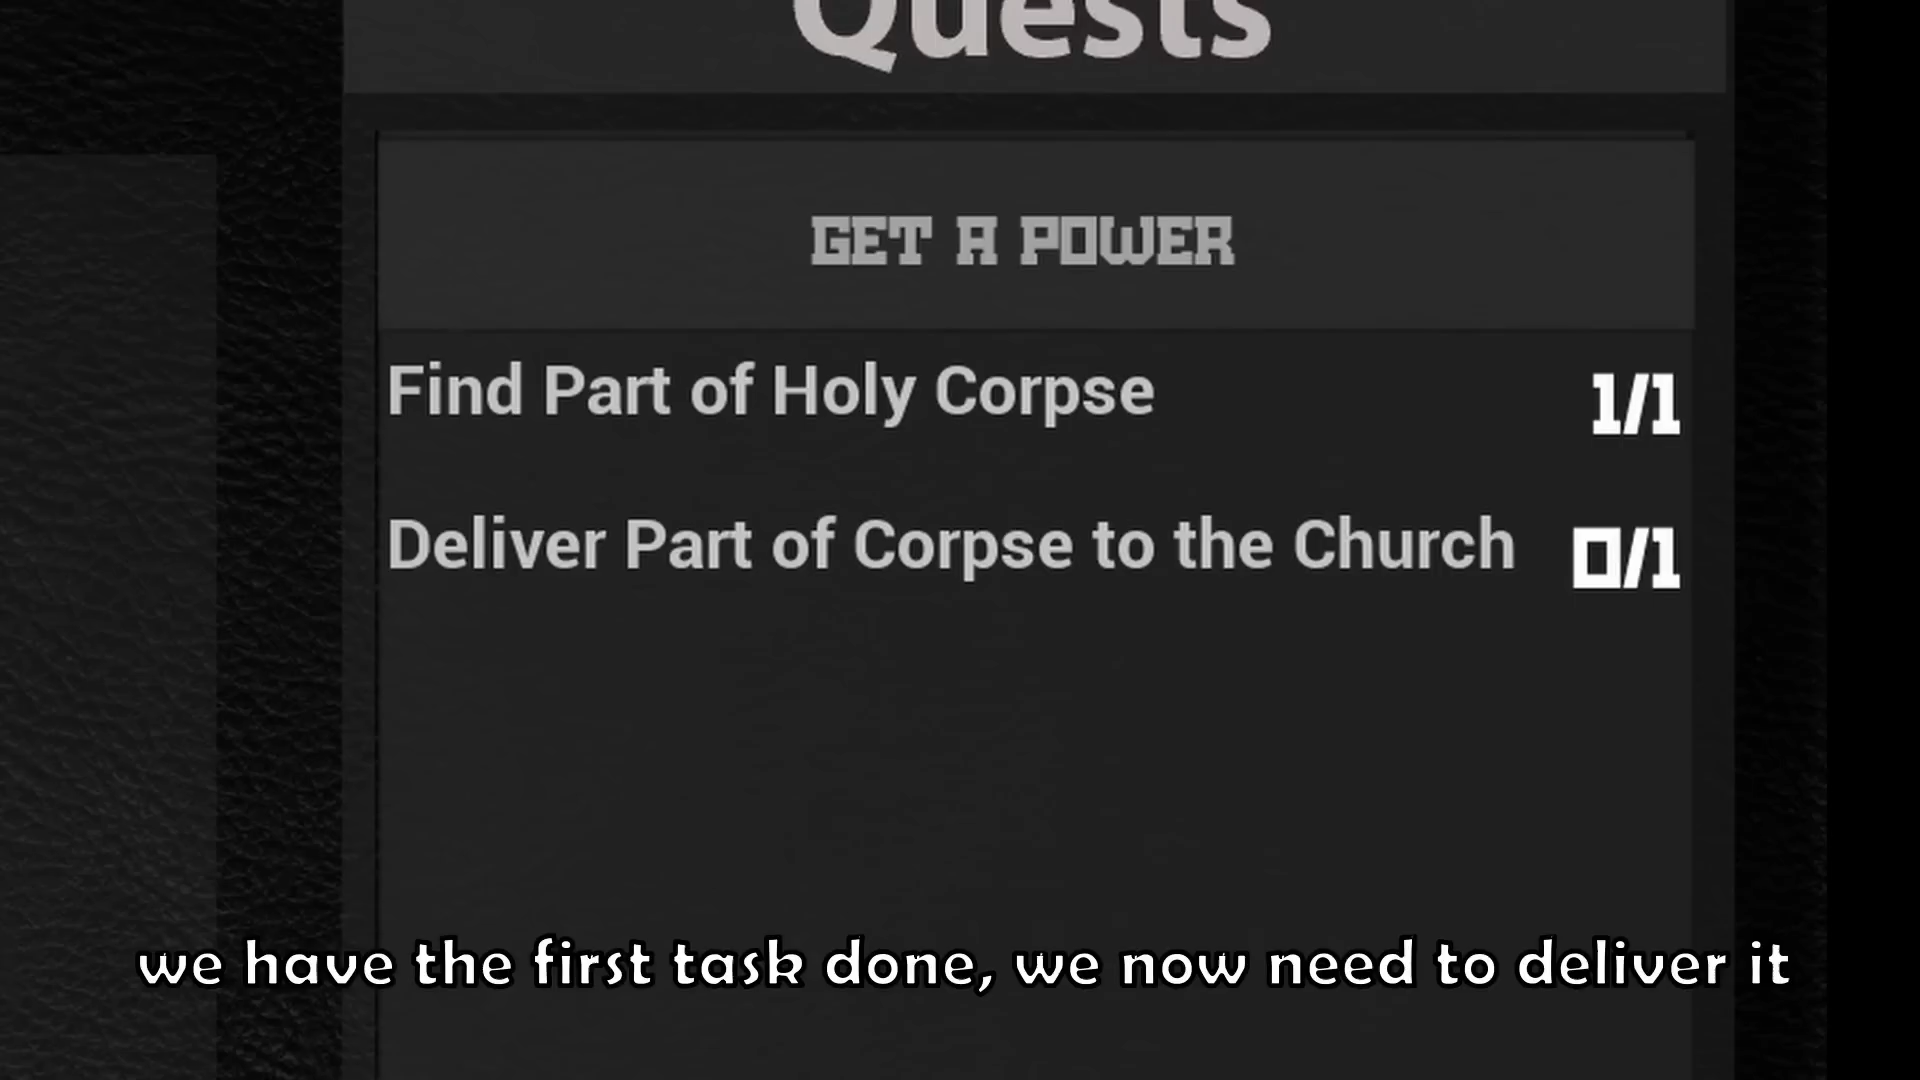 Quests
GET A POWER
Find Part of Holy Corpse 1/1
Deliver Part of Corpse to the Church 0/1
we have the first task done, we now need to deliver it